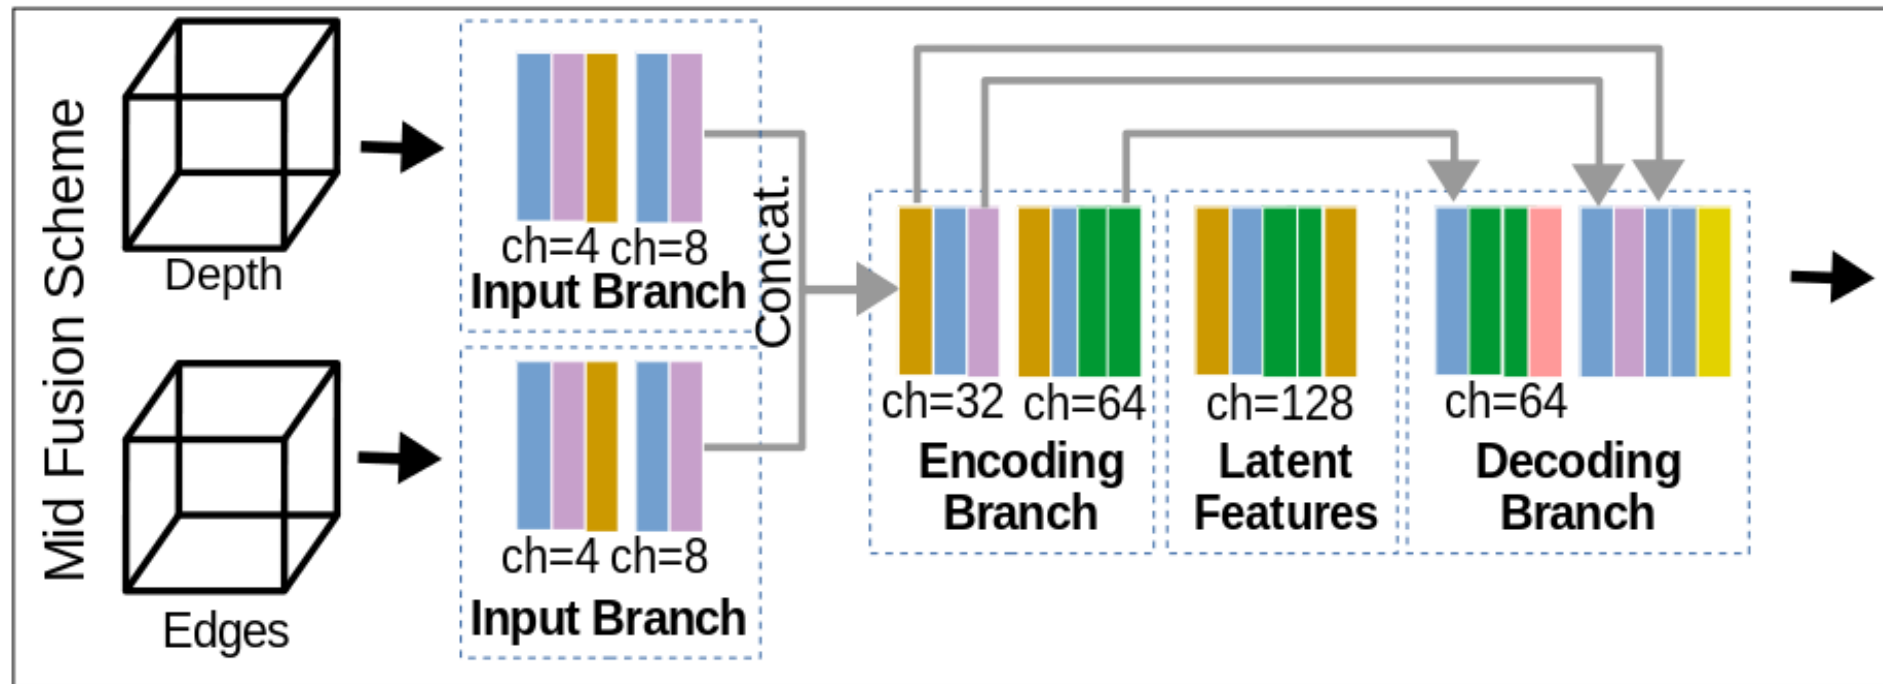 Mid Fusion Scheme
Depth
ch=4 ch=8
Input Branch
Edges
ch=4 ch=8
Input Branch
Concat.
ch=32 ch=64
Encoding
Branch
ch=128
Latent
Features
ch=64
Decoding
Branch